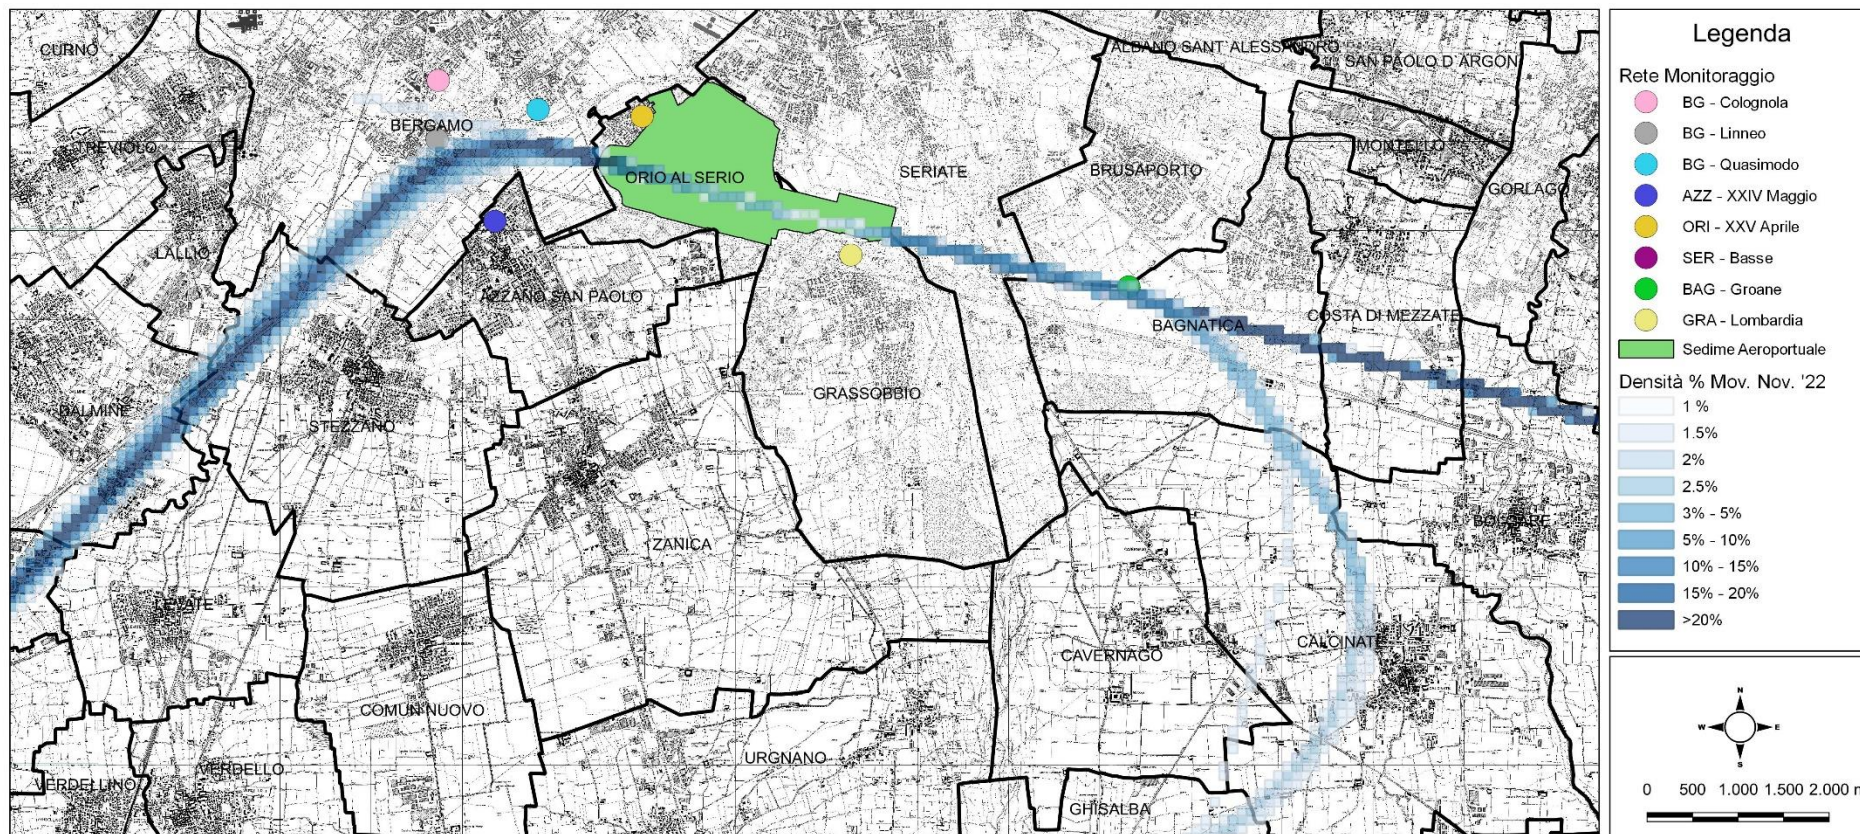 CURNO
ALBANO SANT'ALESSANDRO
SAN PAOLO D'ARGON
BERGAMO
TREVIOLO
MONTELLO
ORIO AL SERIO
SERIATE
BRUSAPORTO
GORLAGO
LALLIO
AZZANO SAN PAOLO
BAGNATICA
COSTA DI MEZZATE
GRASSOBBIO
DALMINE
STEZZANO
BOLGARE
ZANICA
LEVATE
CALCINATE
CAVERNAGO
COMUN NUOVO
URGNANO
VERDELLO
VERDELLINO
GHISALBA
Legenda
Rete Monitoraggio
BG - Colognola
BG - Linneo
BG - Quasimodo
AZZ - XXIV Maggio
ORI - XXV Aprile
SER - Basse
BAG - Groane
GRA - Lombardia
Sedime Aeroportuale
Densità % Mov. Nov. '22
1 %
1.5%
2%
2.5%
3% - 5%
5% - 10%
10% - 15%
15% - 20%
>20%
N
W E
S
0 500 1.000 1.500 2.000 m